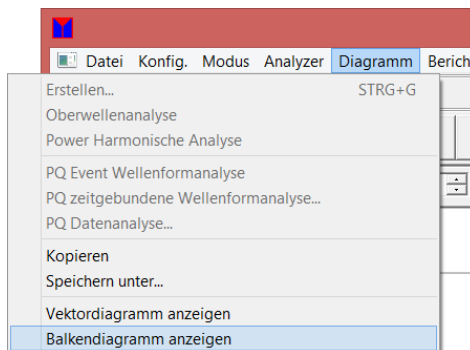 Datei Konfig. Modus Analyzer Diagramm Berich
Erstellen... STRG+G
Oberwellenanalyse
Power Harmonische Analyse
PQ Event Wellenformanalyse
PQ zeitgebundene Wellenformanalyse...
PQ Datenanalyse...
Kopieren
Speichern unter...
Vektordiagramm anzeigen
Balkendiagramm anzeigen